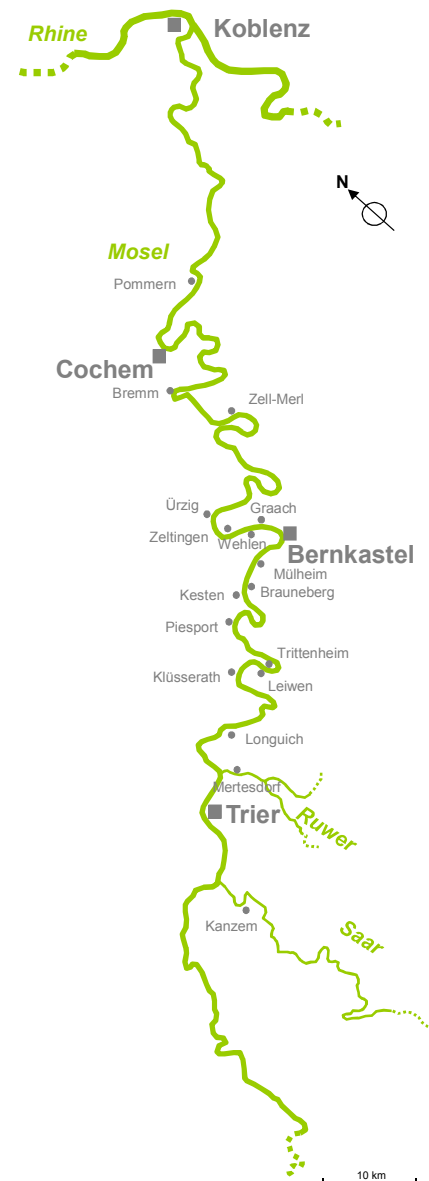 Koblenz
Rhine
N
Mosel
Pommern
Cochem
Bremm
Zell-Merl
Ürzig
Graach
Zeltingen
Wehlen
Bernkastel
Mülheim
Brauneberg
Kesten
Piesport
Trittenheim
Klüsserath
Leiwen
Longuich
Mertesdorf
Trier
Ruwer
Kanzem
Saar
10 km